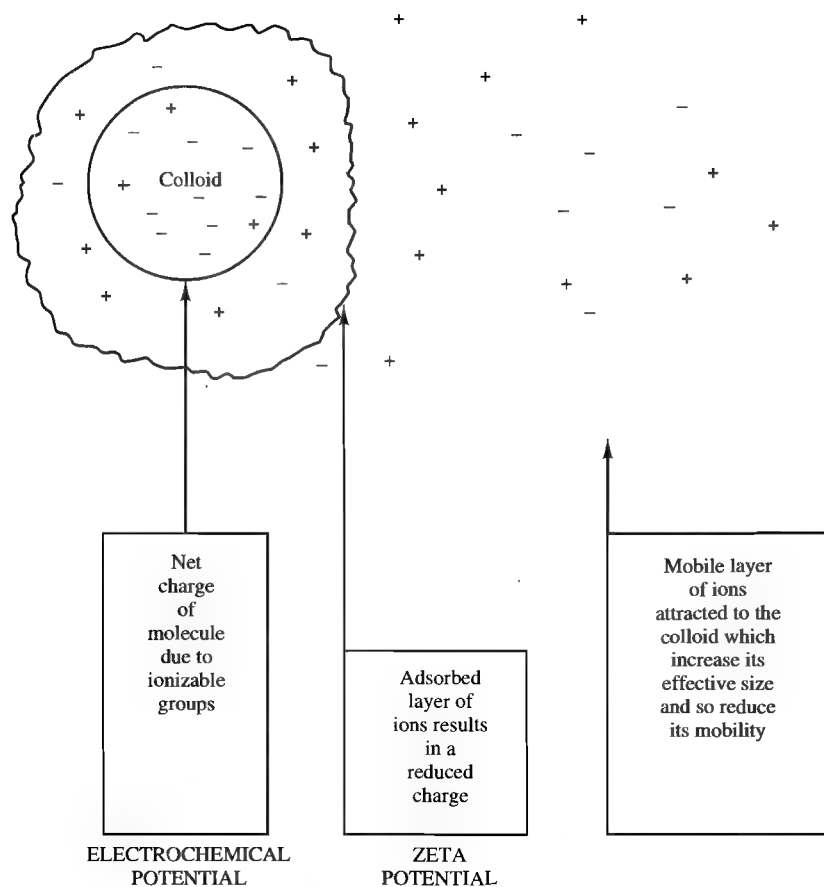 Colloid
Net
charge
of
molecule
due to
ionizable
groups
ELECTROCHEMICAL
POTENTIAL
Adsorbed
layer of
ions results
in a
reduced
charge
ZETA
POTENTIAL
Mobile layer
of ions
attracted to the
colloid which
increase its
effective size
and so reduce
its mobility